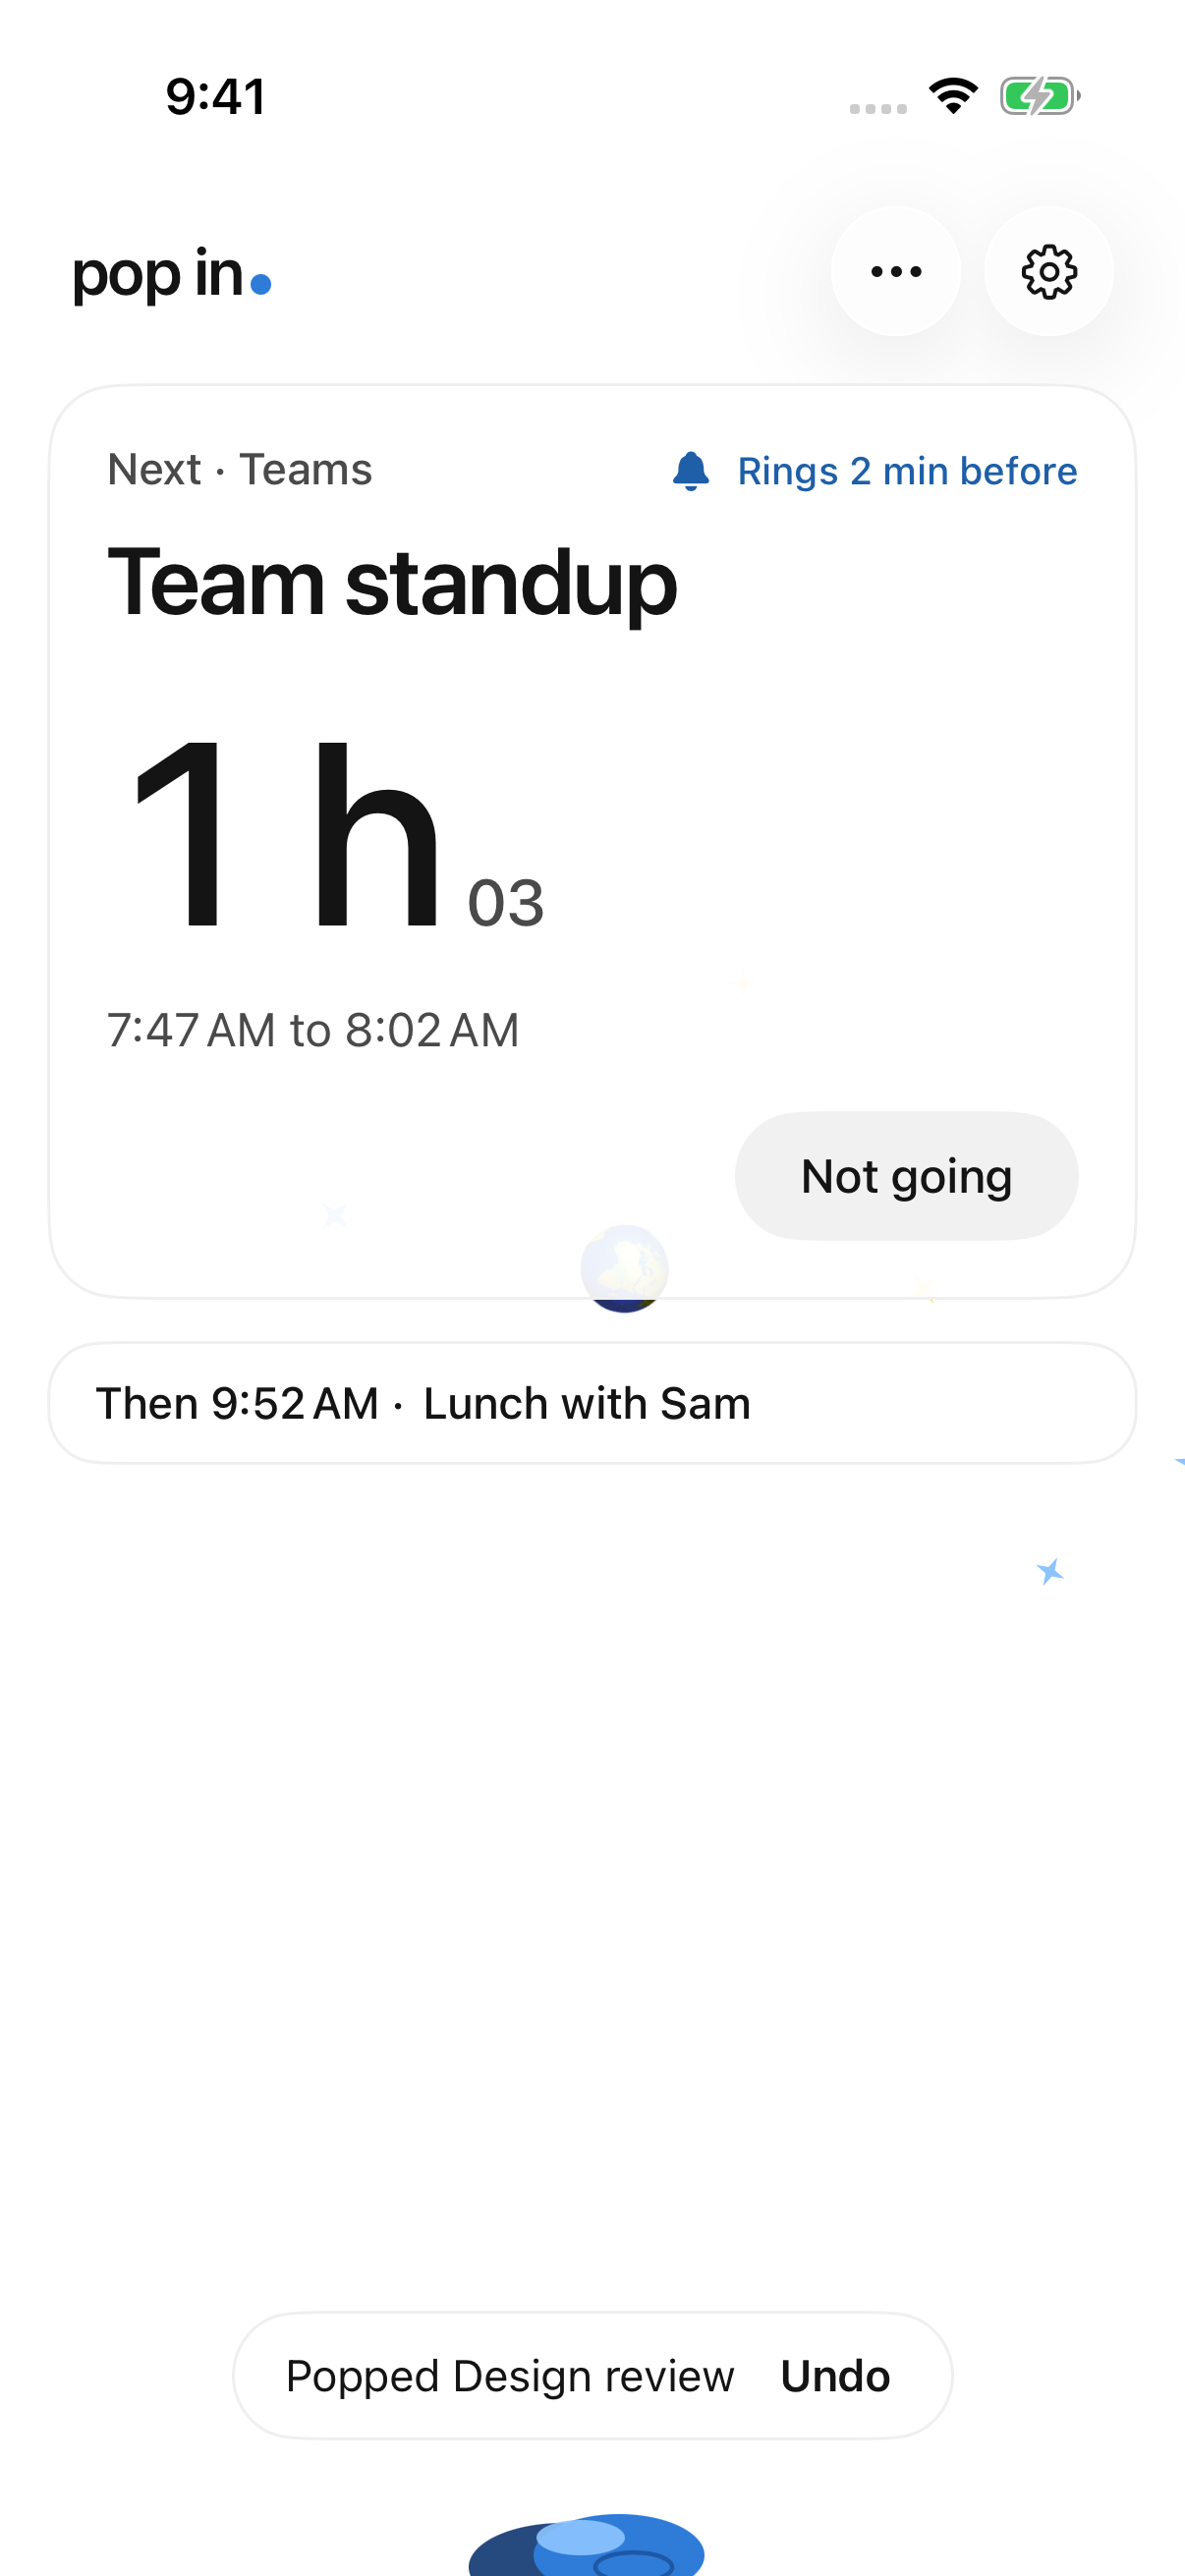 9:41
pop in.
Next · Teams
Rings 2 min before
Team standup
1 h 03
7:47 AM to 8:02 AM
Not going
Then 9:52 AM · Lunch with Sam
Popped Design review Undo